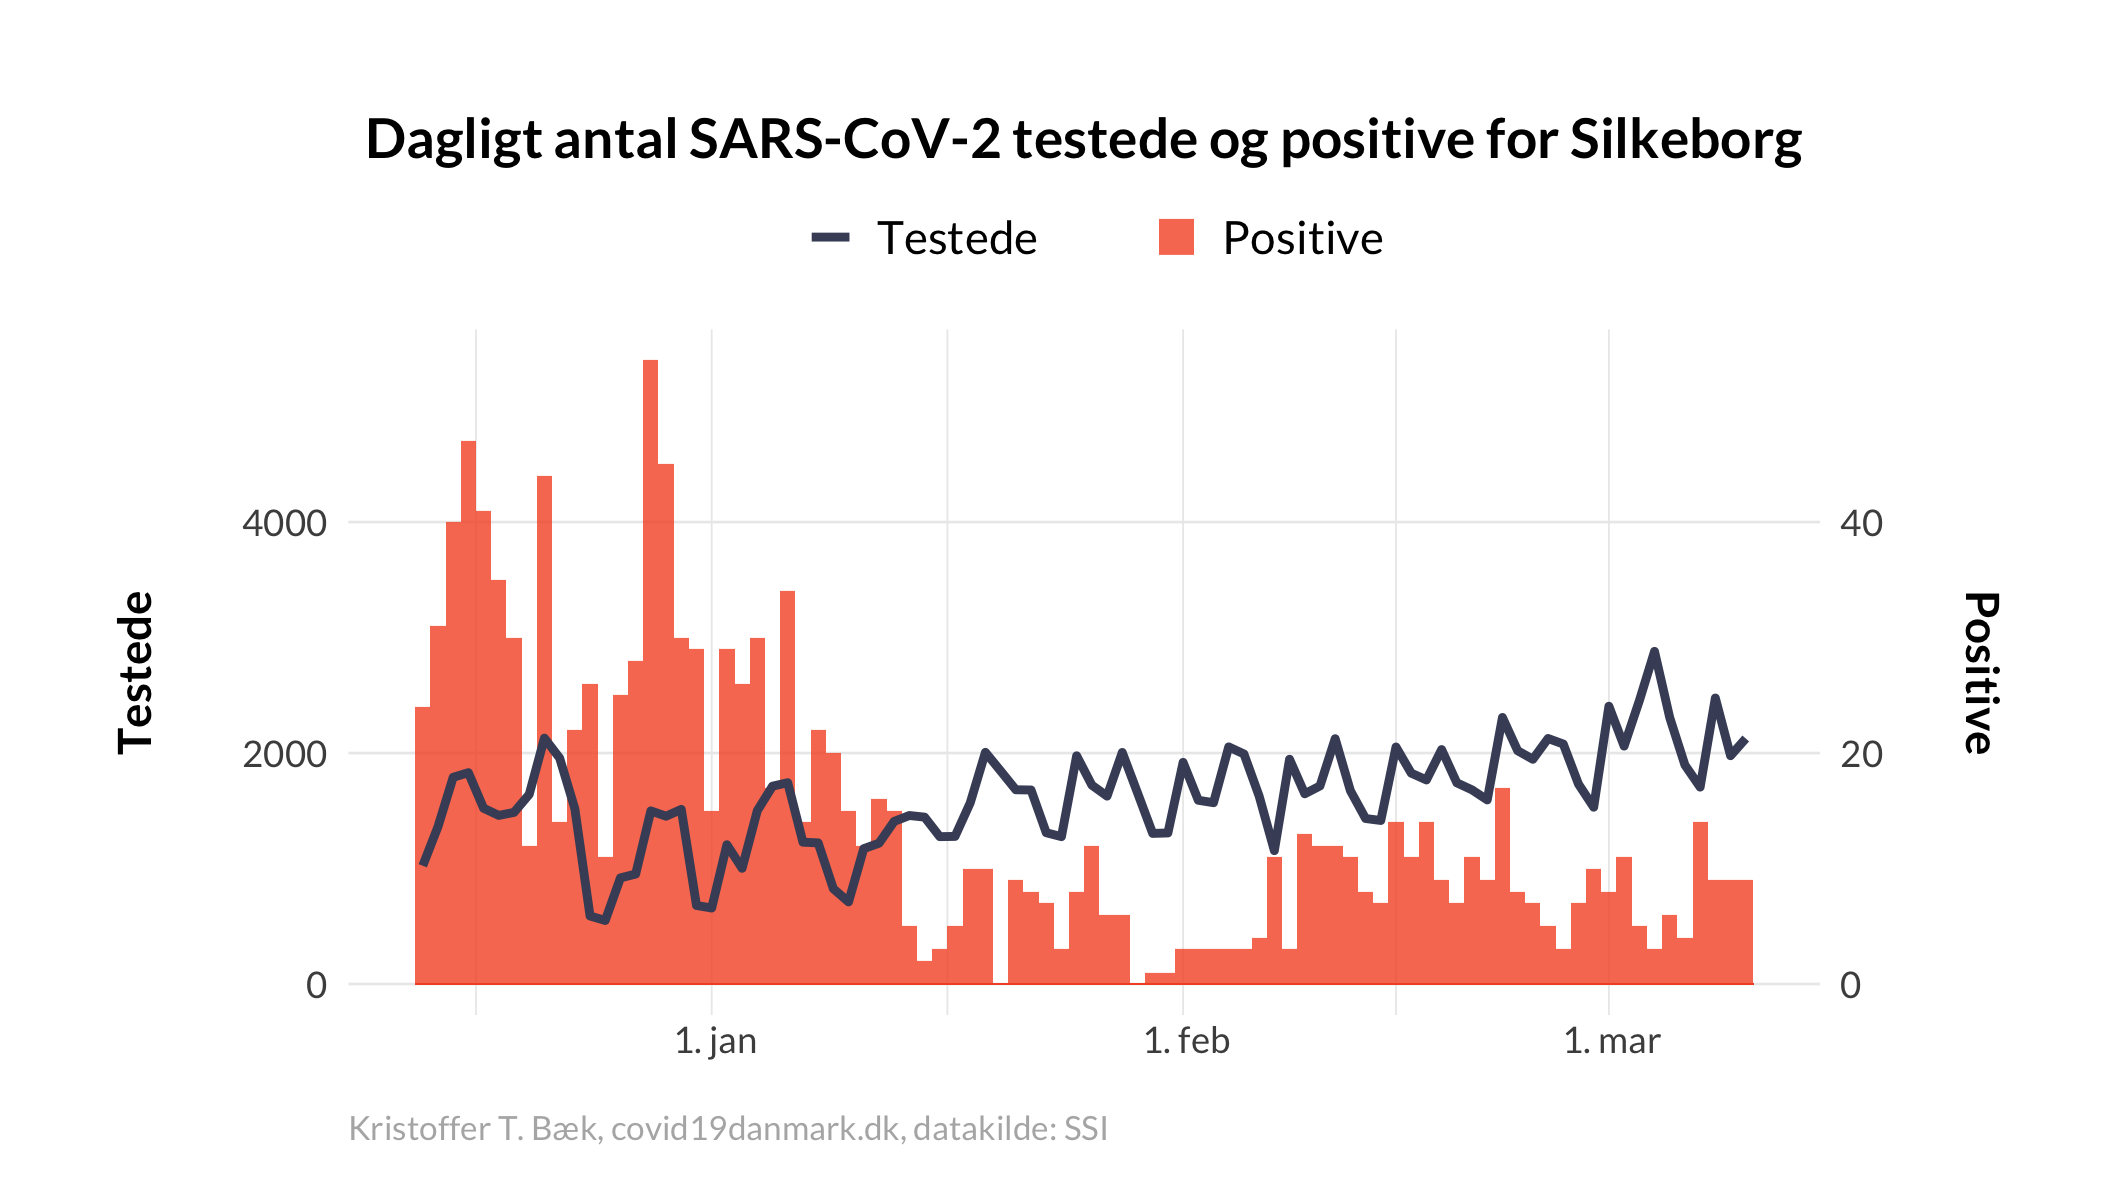 Dagligt antal SARS-CoV-2 testede og positive for Silkeborg
Testede
Positive
4000
2000
0
Testede
40
20
0
Positive
1. jan
1. feb
1. mar
Kristoffer T. Bæk, covid19danmark.dk, datakilde: SSI